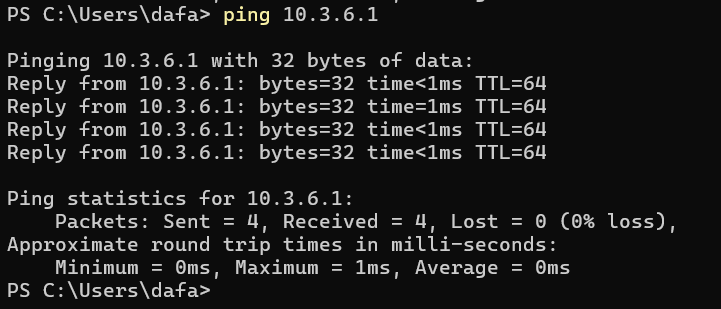 PS C:\Users\dafa> ping 10.3.6.1
Pinging 10.3.6.1 with 32 bytes of data:
Reply from 10.3.6.1: bytes=32 time<1ms TTL=64
Reply from 10.3.6.1: bytes=32 time=1ms TTL=64
Reply from 10.3.6.1: bytes=32 time<1ms TTL=64
Reply from 10.3.6.1: bytes=32 time<1ms TTL=64
Ping statistics for 10.3.6.1:
    Packets: Sent = 4, Received = 4, Lost = 0 (0% loss),
Approximate round trip times in milli-seconds:
    Minimum = 0ms, Maximum = 1ms, Average = 0ms
PS C:\Users\dafa>